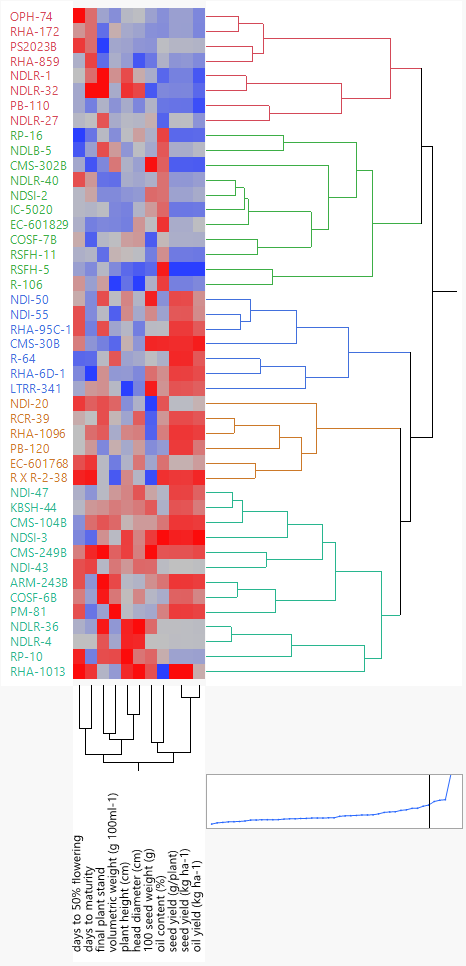 OPH-74
RHA-172
PS2023B
RHA-859
NDLR-1
NDLR-32
PB-110
NDLR-27
RP-16
NDLB-5
CMS-302B
NDLR-40
NDSI-2
IC-5020
EC-601829
COSF-7B
RSFH-11
RSFH-5
R-106
NDI-50
NDI-55
RHA-95C-1
CMS-30B
R-64
RHA-6D-1
LTRR-341
NDI-20
RCR-39
RHA-1096
PB-120
EC-601768
R X R-2-38
NDI-47
KBSH-44
CMS-104B
NDSI-3
CMS-249B
NDI-43
ARM-243B
COSF-6B
PM-81
NDLR-36
NDLR-4
RP-10
RHA-1013
days to 50% flowering
days to maturity
final plant stand
volumetric weight (g 100ml-1)
plant height (cm)
head diameter (cm)
100 seed weight (g)
oil content (%)
seed yield (g/plant)
seed yield (kg ha-1)
oil yield (kg ha-1)